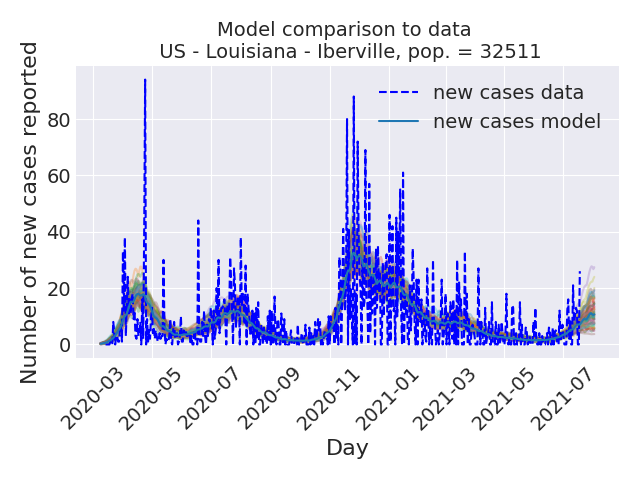 Model comparison to data
US - Louisiana - Iberville, pop. = 32511
Number of new cases reported
80
60
40
20
0
new cases data
new cases model
2020-03
2020-05
2020-07
2020-09
2020-11
2021-01
2021-03
2021-05
2021-07
Day